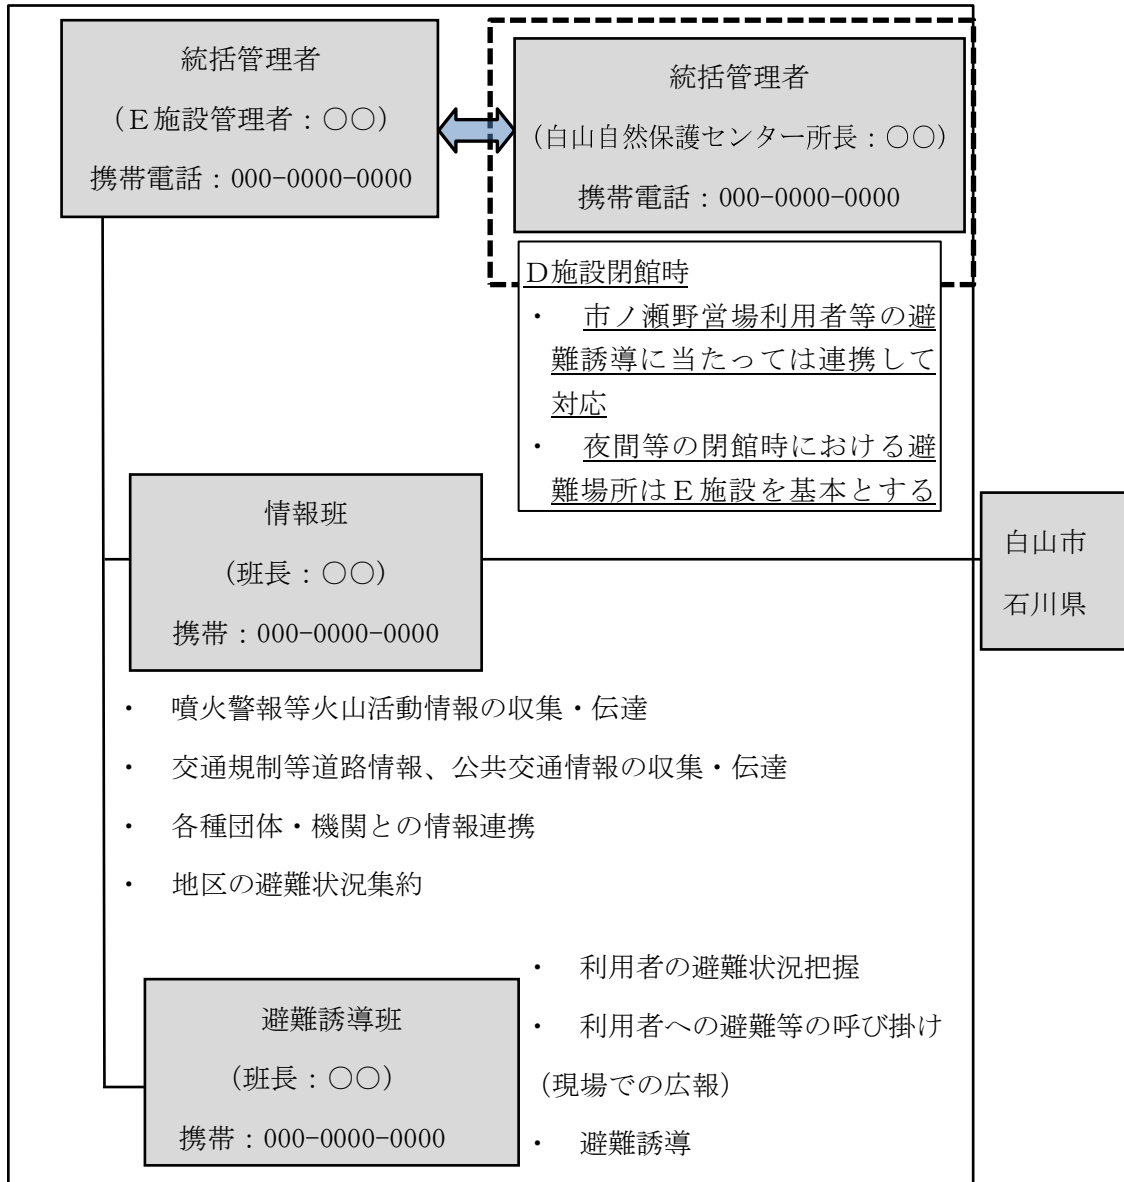 統括管理者
（Ｅ施設管理者：〇〇）
携帯電話：000-0000-0000
統括管理者
（白山自然保護センター所長：〇〇）
携帯電話：000-0000-0000
Ｄ施設閉館時
・　市ノ瀬野営場利用者等の避
難誘導に当たっては連携して
対応
・　夜間等の閉館時における避
難場所はＥ施設を基本とする
情報班
（班長：〇〇）
携帯：000-0000-0000
白山市
石川県
・　噴火警報等火山活動情報の収集・伝達
・　交通規制等道路情報、公共交通情報の収集・伝達
・　各種団体・機関との情報連携
・　地区の避難状況集約
避難誘導班
（班長：〇〇）
携帯：000-0000-0000
・　利用者の避難状況把握
・　利用者への避難等の呼び掛け
（現場での広報）
・　避難誘導